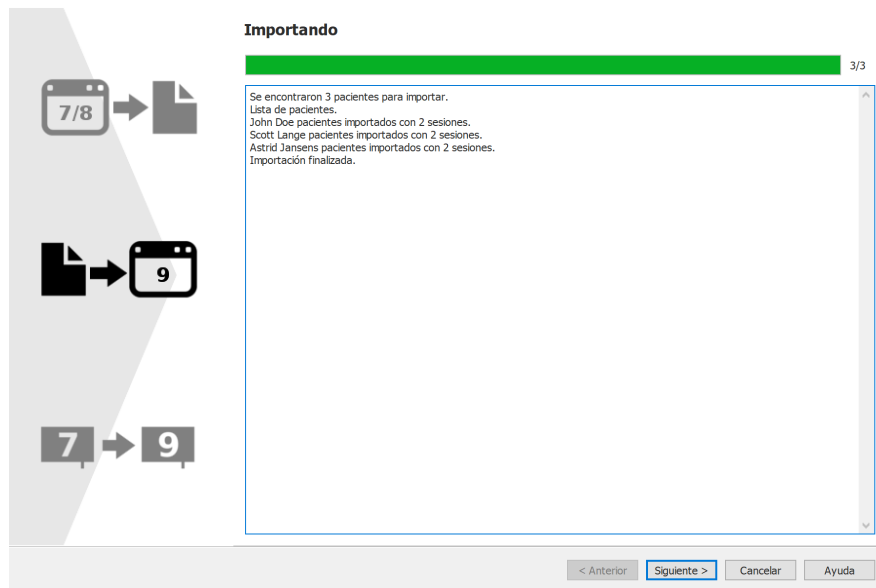 Importando
3/3
7/8
Se encontraron 3 pacientes para importar.
Lista de pacientes.
John Doe pacientes importados con 2 sesiones.
Scott Lange pacientes importados con 2 sesiones.
Astrid Jansens pacientes importados con 2 sesiones.
Importación finalizada.
9
7 9
< Anterior Siguiente > Cancelar Ayuda